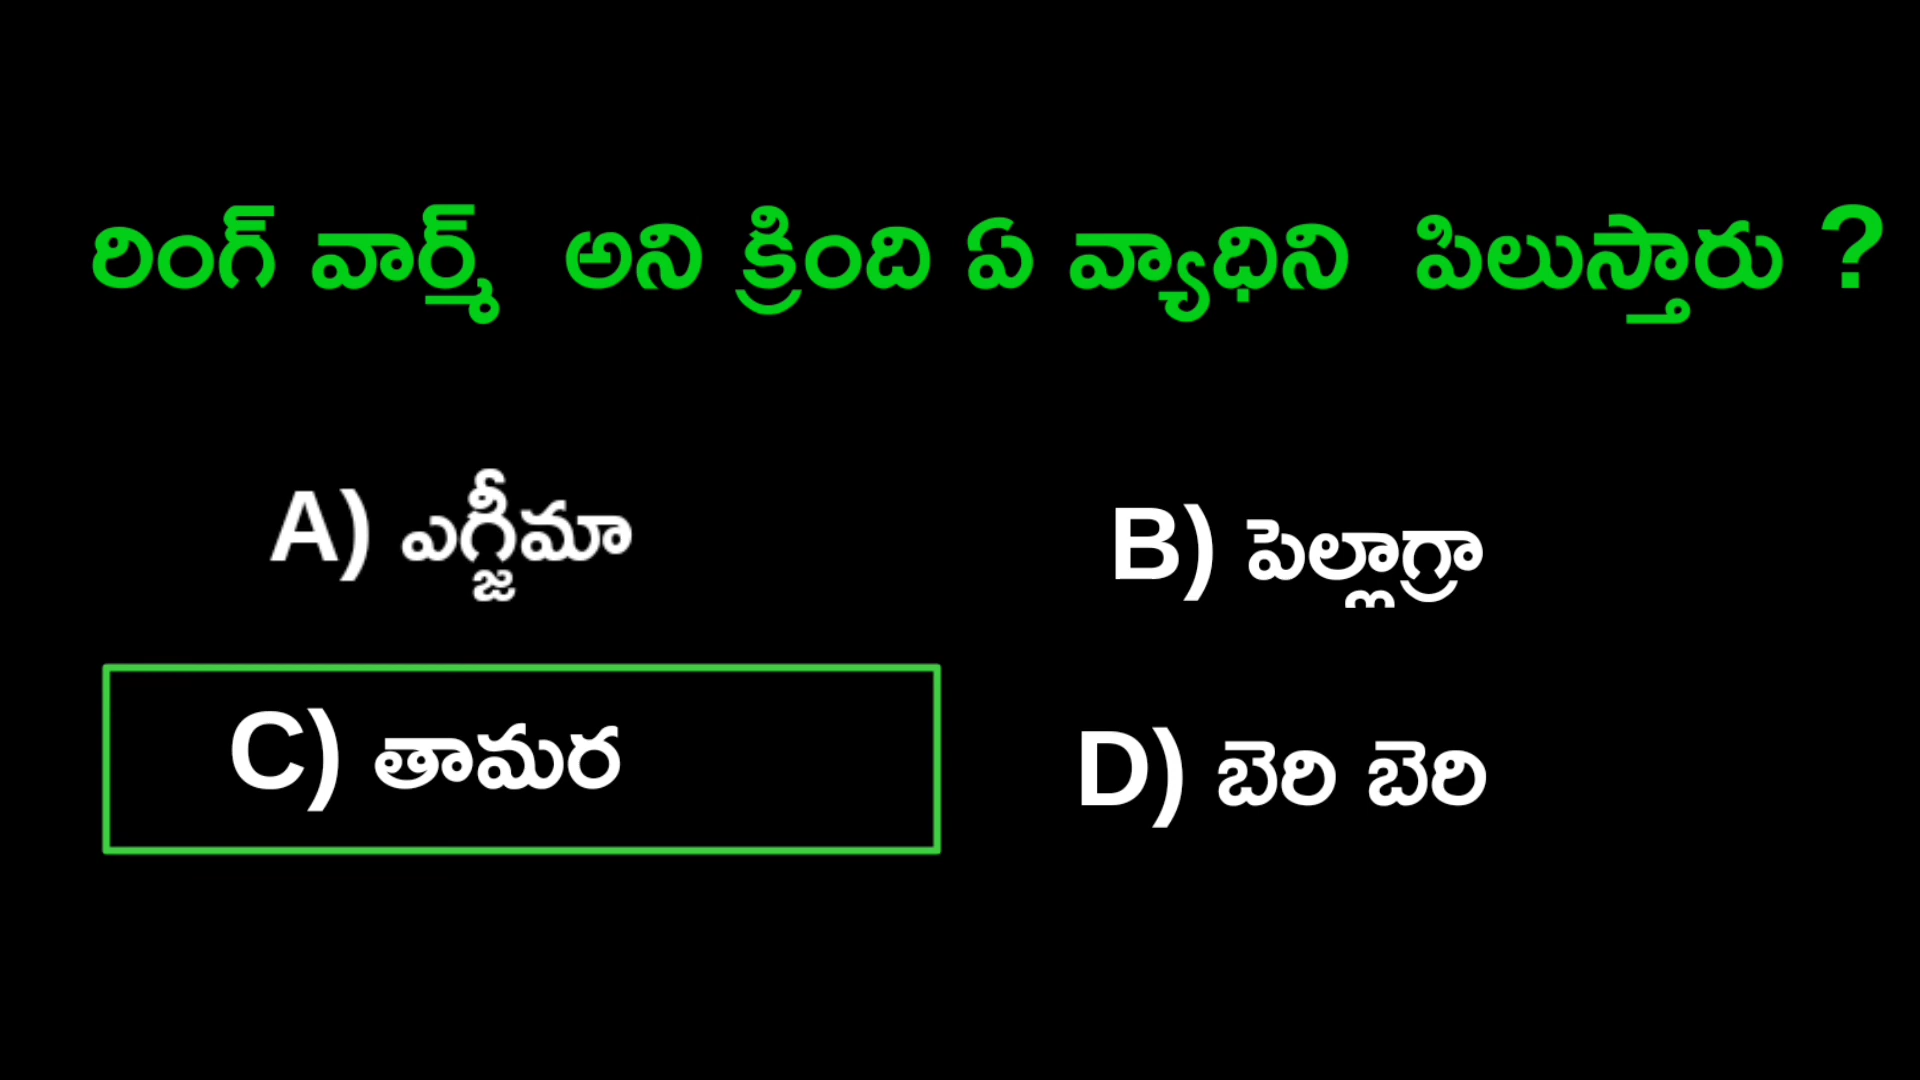 రింగ్ వార్మ్ అని క్రింది ఏ వ్యాధిని పిలుస్తారు ?
A) ఎగ్జీమా
B) పెల్లాగ్రా
C) తామర
D) బెరి బెరి